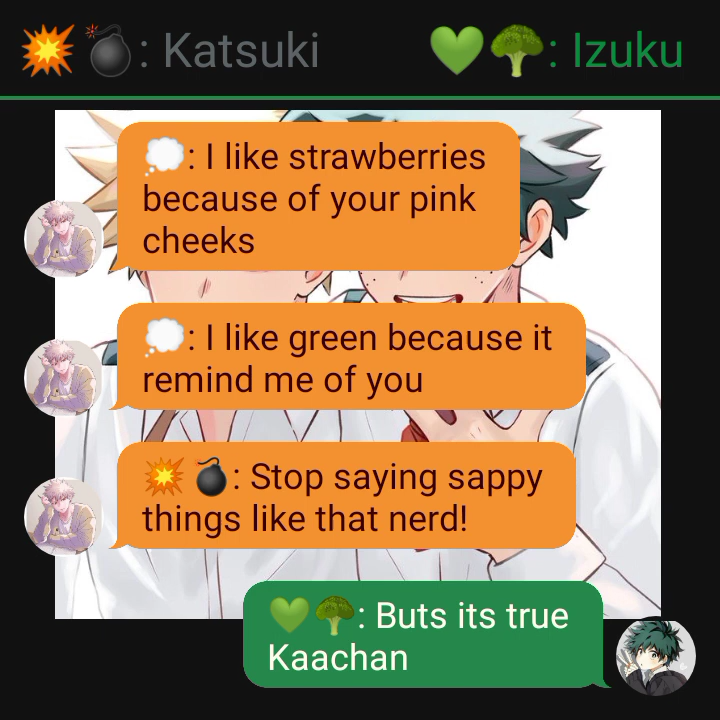 💥💣: Katsuki 💚🥦: Izuku
💭: I like strawberries
because of your pink
cheeks
💭: I like green because it
remind me of you
💥💣: Stop saying sappy
things like that nerd!
💚🥦: Buts its true
Kaachan